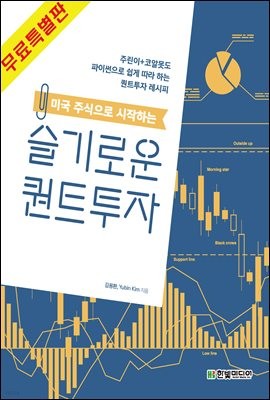 무료특별판
주린이+코알못도
파이썬으로 쉽게 따라 하는
퀀트투자 레시피
미국 주식으로 시작하는
슬기로운
퀀트투자
김용환, Yubin Kim 지음
Outside up
Morning star
Black crows
Support line
Low line
한빛미디어